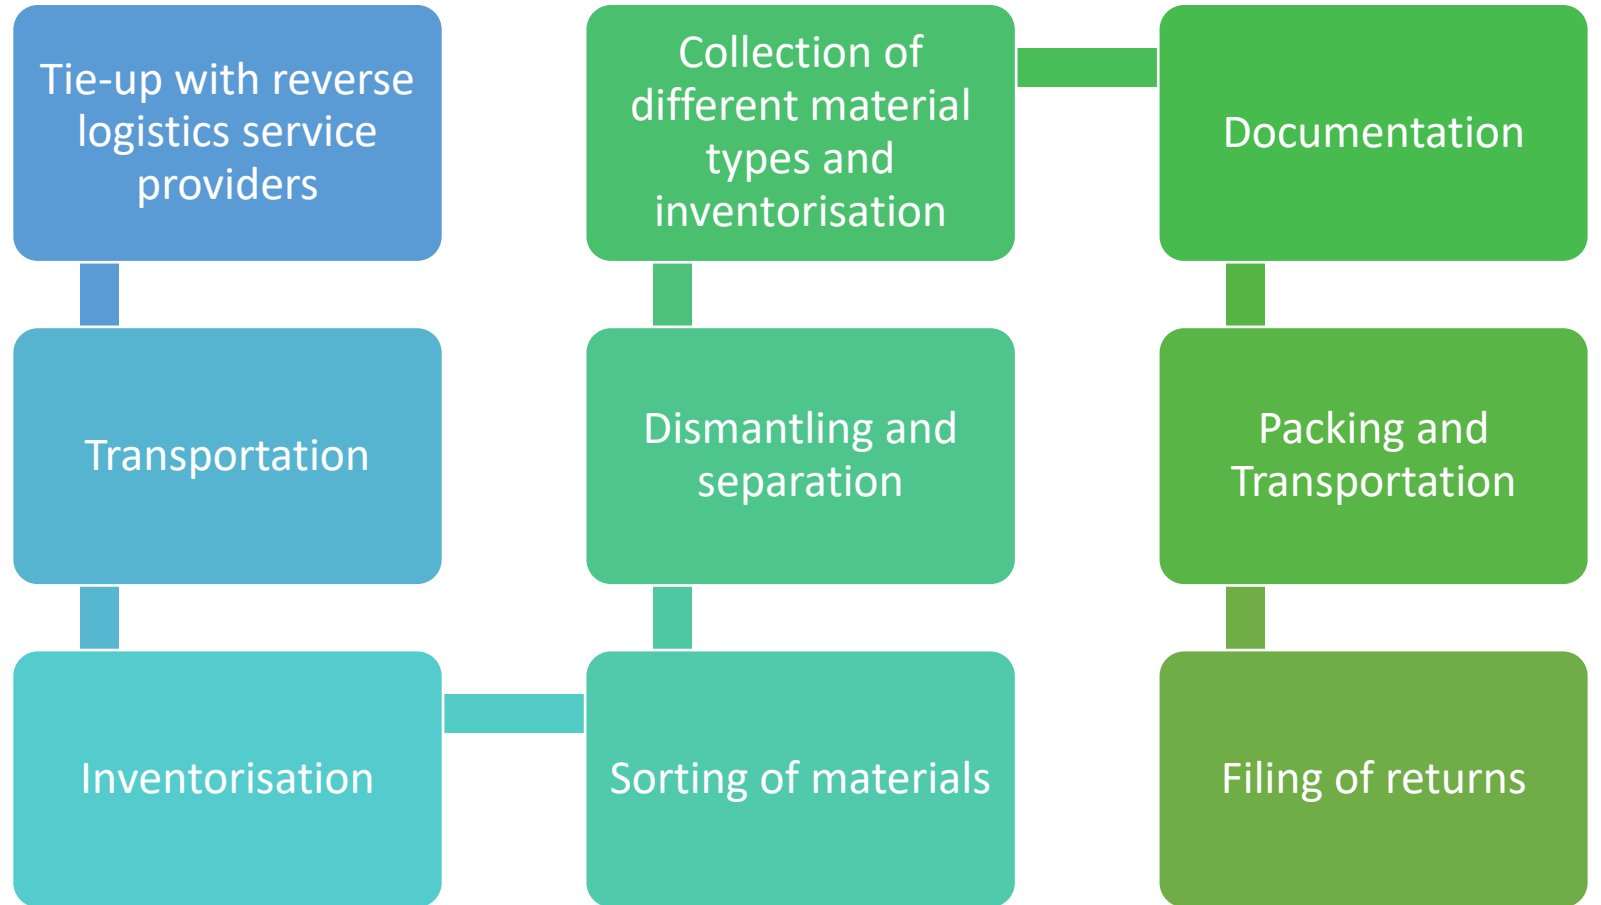 Tie-up with reverse
logistics service
providers
Transportation
Inventorisation
Sorting of materials
Dismantling and
separation
Collection of
different material
types and
inventorisation
Documentation
Packing and
Transportation
Filing of returns